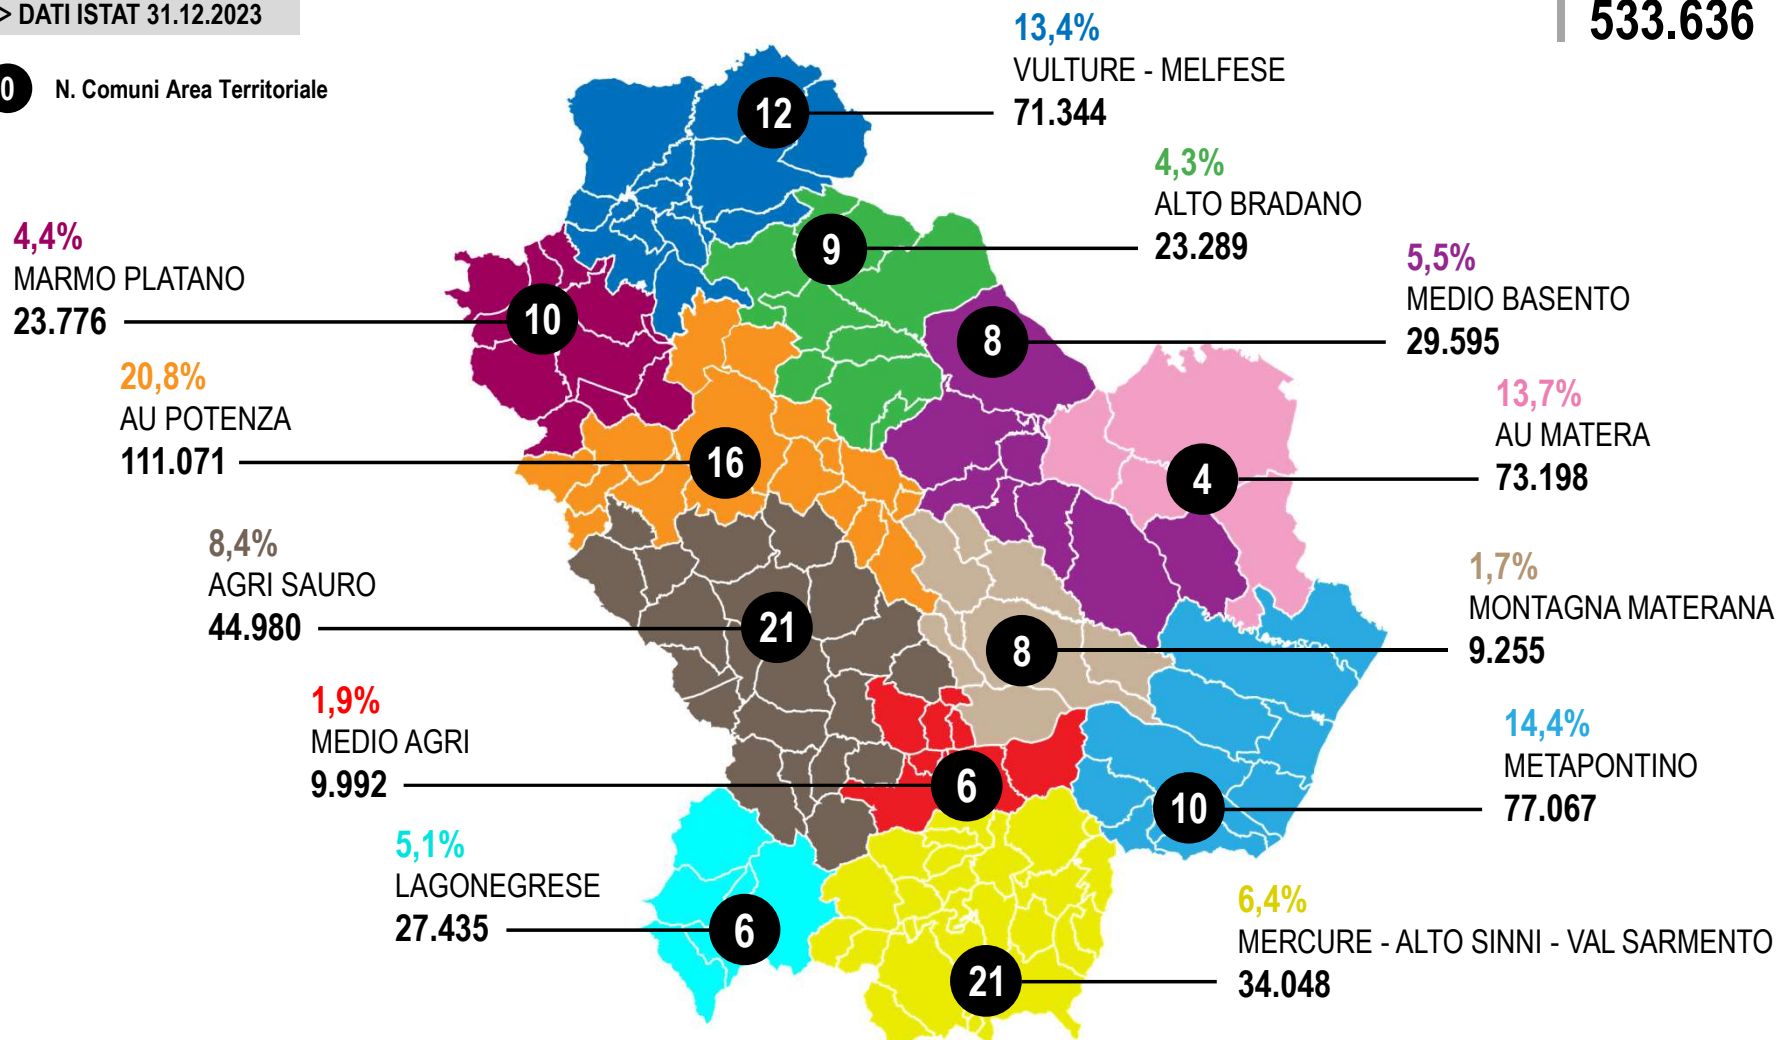 > DATI ISTAT 31.12.2023
533.636
0 N. Comuni Area Territoriale
13,4%
VULTURE - MELFESE
71.344
12
4,3%
ALTO BRADANO
23.289
9
4,4%
MARMO PLATANO
23.776
10
5,5%
MEDIO BASENTO
29.595
8
20,8%
AU POTENZA
111.071
16
13,7%
AU MATERA
73.198
4
8,4%
AGRI SAURO
44.980
21
1,7%
MONTAGNA MATERANA
9.255
8
1,9%
MEDIO AGRI
9.992
6
14,4%
METAPONTINO
77.067
10
5,1%
LAGONEGRESE
27.435
6
6,4%
MERCURE - ALTO SINNI - VAL SARMENTO
34.048
21